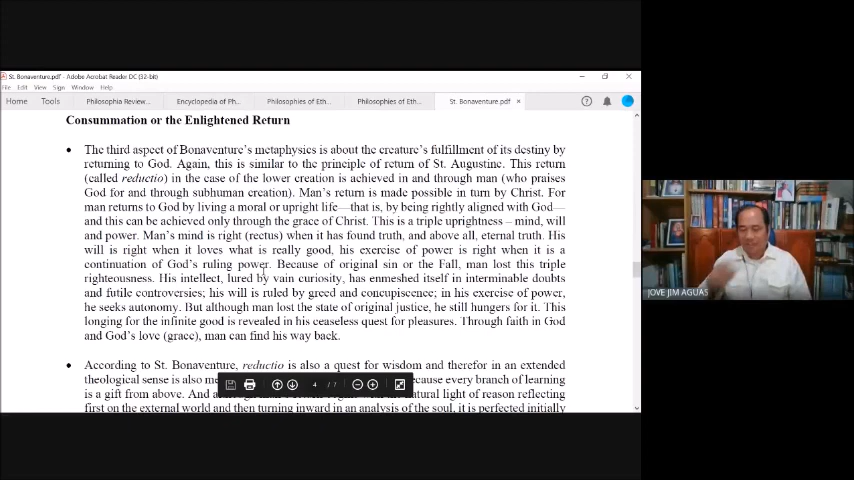 St. Bonaventure.pdf - Adobe Acrobat Reader DC (32-bit)
File Edit View Sign Window Help
Home Tools Philosophia Review... Encyclopedia of Ph... Philosophies of Eth... Philosophies of Eth... St. Bonaventure.pdf ×
Consummation or the Enlightened Return
• The third aspect of Bonaventure's metaphysics is about the creature's fulfillment of its destiny by
returning to God. Again, this is similar to the principle of return of St. Augustine. This return
(called reductio) in the case of the lower creation is achieved in and through man (who praises
God for and through subhuman creation). Man's return is made possible in turn by Christ. For
man returns to God by living a moral or upright life—that is, by being rightly aligned with God—
and this can be achieved only through the grace of Christ. This is a triple uprightness – mind, will
and power. Man's mind is right (rectus) when it has found truth, and above all, eternal truth. His
will is right when it loves what is really good, his exercise of power is right when it is a
continuation of God's ruling power. Because of original sin or the Fall, man lost this triple
righteousness. His intellect, lured by vain curiosity, has enmeshed itself in interminable doubts
and futile controversies; his will is ruled by greed and concupiscence; in his exercise of power,
he seeks autonomy. But although man lost the state of original justice, he still hungers for it. This
longing for the infinite good is revealed in his ceaseless quest for pleasures. Through faith in God
and God's love (grace), man can find his way back.
• According to St. Bonaventure, reductio is also a quest for wisdom and therefor in an extended
theological sense is also me ecause every branch of learning
is a gift from above. And a natural light of reason reflecting
first on the external world and then turning inward in an analysis of the soul, it is perfected initially
4 / 7
JOVE JIM AGUAS